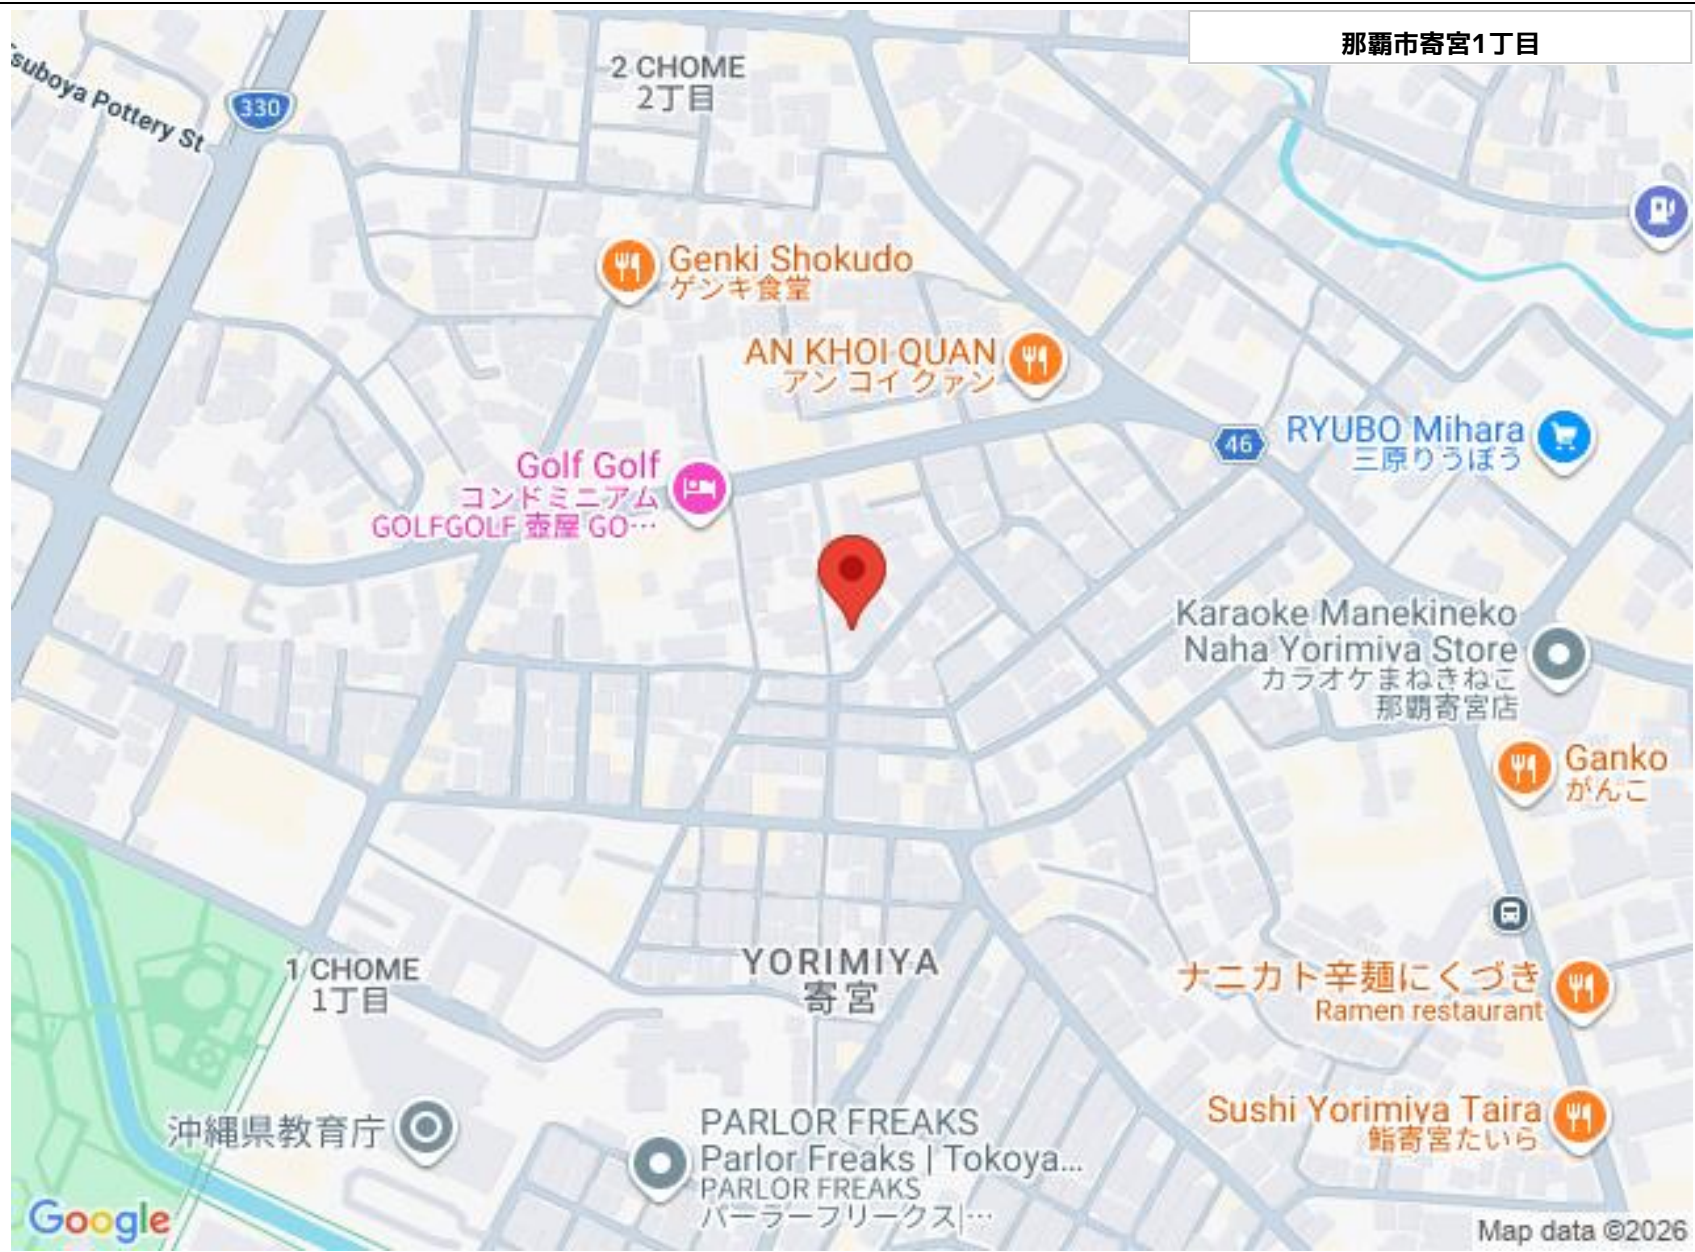 那覇市寄宮1丁目
2 CHOME
2丁目
suboya Pottery St
330
Genki Shokudo
ゲンキ食堂
AN KHOI QUAN
アン コイ クァン
46
RYUBO Mihara
三原りうぼう
Golf Golf
コンドミニアム
GOLFGOLF 壺屋 GO…
Karaoke Manekineko
Naha Yorimiya Store
カラオケまねきねこ
那覇寄宮店
Ganko
がんこ
YORIMIYA
寄宮
1 CHOME
1丁目
ナニカト辛麺にくづき
Ramen restaurant
沖縄県教育庁
PARLOR FREAKS
Parlor Freaks | Tokoya...
PARLOR FREAKS
パーラーフリークス|…
Sushi Yorimiya Taira
鮨寄宮たいら
Google
Map data ©2026